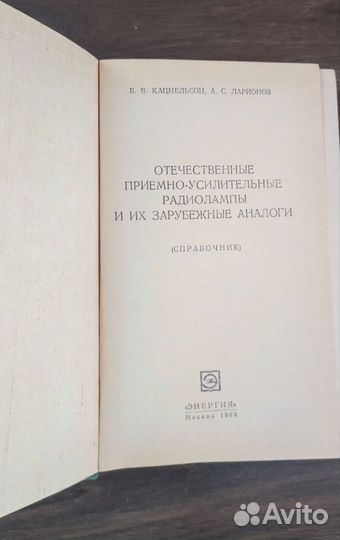 Б. В. КАЦНЕЛЬСОН, А. С. ЛАРИОНОВ
ОТЕЧЕСТВЕННЫЕ
ПРИЕМНО-УСИЛИТЕЛЬНЫЕ
РАДИОЛАМПЫ
И ИХ ЗАРУБЕЖНЫЕ АНАЛОГИ
(СПРАВОЧНИК)
«ЭНЕРГИЯ»
Москва 1968
Avito